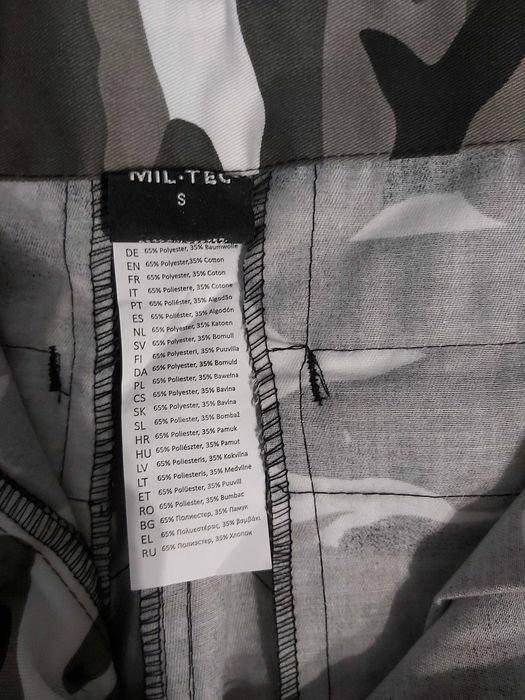 MIL-TEC
S
DE 65% Polyester, 35% Baumwolle
EN 65% Polyester,35% Cotton
FR 65% Polyester, 35% Coton
IT 65% Poliestere, 35% Cotone
PT 65% Poliéster, 35% Algodão
ES 65% Poliéster, 35% Algodón
NL 65% Polyester, 35% Katoen
SV 65% Polyester, 35% Bomull
FI 65% Polyesteri, 35% Puuvilla
DA 65% Polyester, 35% Bomuld
PL 65% Poliester, 35% Bawełna
CS 65% Polyester, 35% Bavlna
SK 65% Polyester, 35% Bavlna
SL 65% Poliester, 35% Bombaž
HR 65% Poliester, 35% Pamuk
HU 65% Poliészter, 35% Pamut
LV 65% Poliesteris, 35% Kokvilna
LT 65% Poliesteris, 35% Medvilnė
ET 65% Polüester, 35% Puuvill
RO 65% Poliester, 35% Bumbac
BG 65% Полиестер, 35% Памук
EL 65% Πολυεστέρας, 35% βαμβάκι
RU 65% Полиэстер, 35% Хлопок